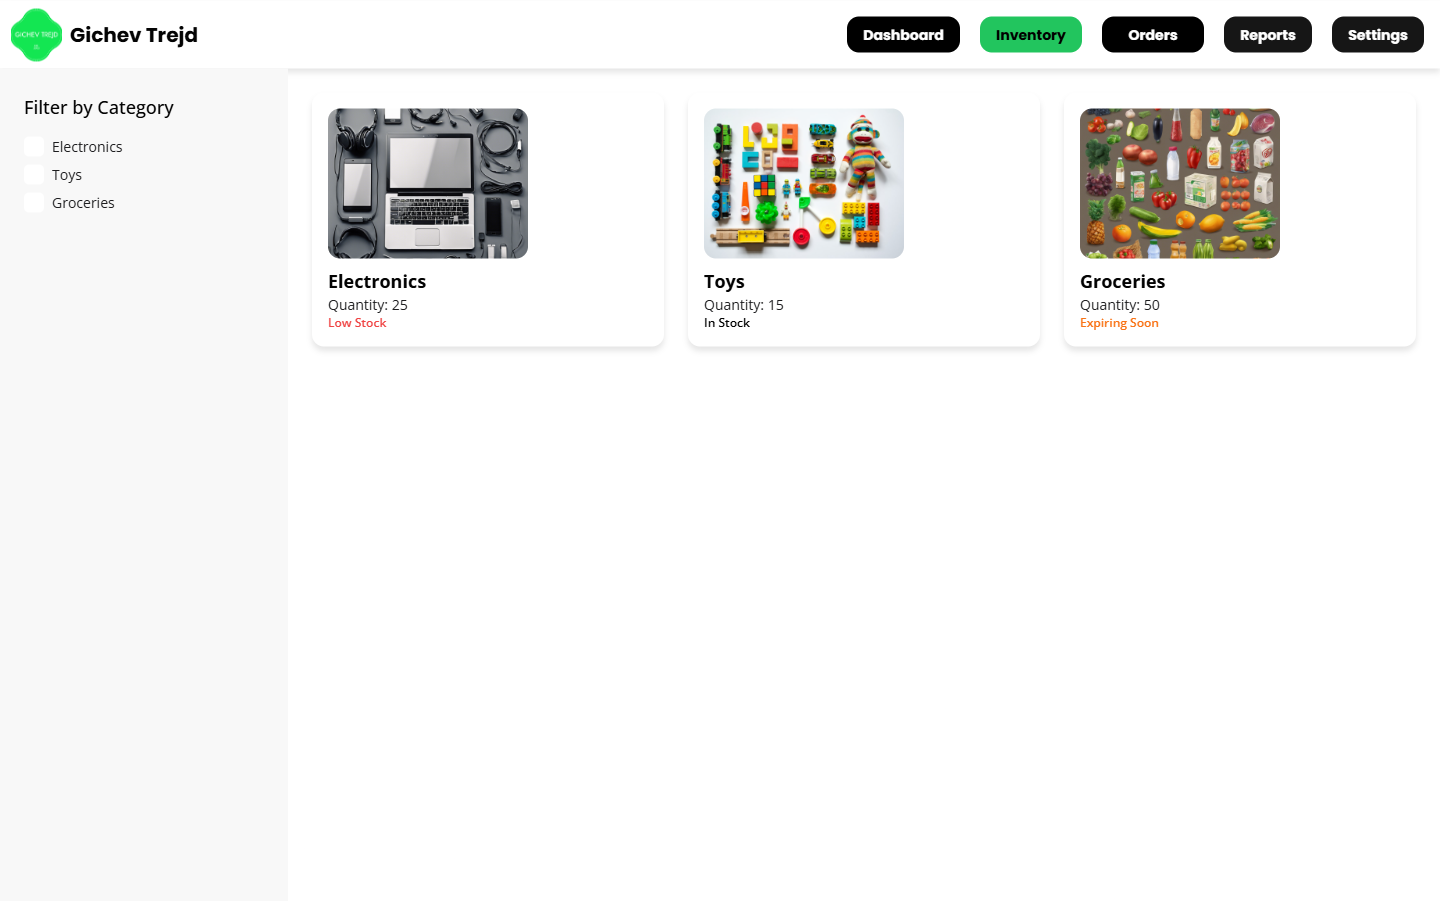 GICHEV TREJD
Gichev Trejd
Dashboard
Inventory
Orders
Reports
Settings
Filter by Category
Electronics
Toys
Groceries
Electronics
Quantity: 25
Low Stock
Toys
Quantity: 15
In Stock
Groceries
Quantity: 50
Expiring Soon